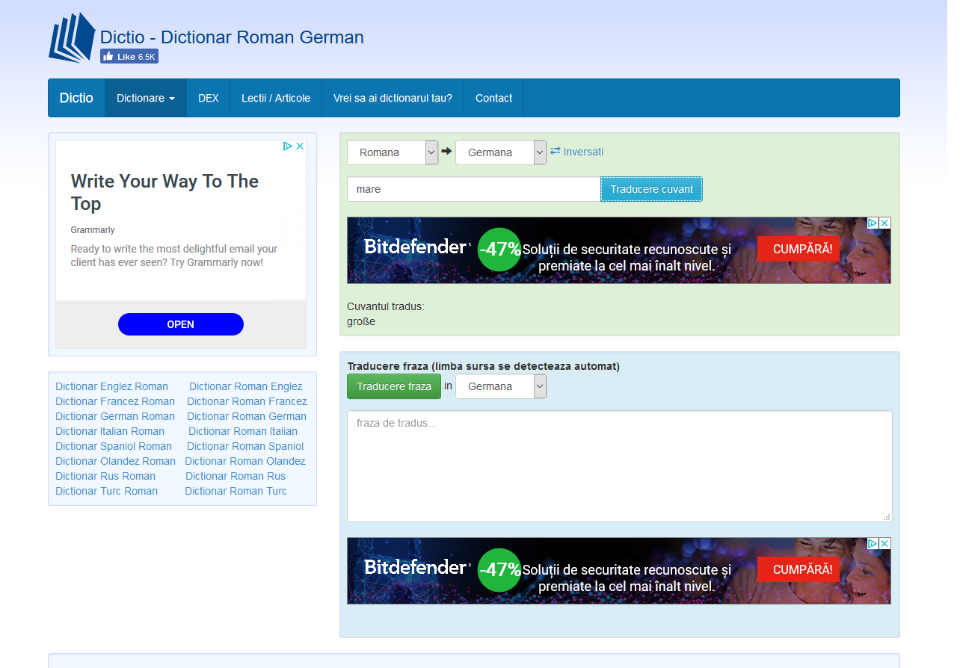 Dictio - Dictionar Roman German
Like 6.5K
Dictio Dictionare DEX Lectii / Articole Vrei sa ai dictionarul tau? Contact
Write Your Way To The
Top
Grammarly
Ready to write the most delightful email your
client has ever seen? Try Grammarly now!
OPEN
Dictionar Englez Roman Dictionar Roman Englez
Dictionar Francez Roman Dictionar Roman Francez
Dictionar German Roman Dictionar Roman German
Dictionar Italian Roman Dictionar Roman Italian
Dictionar Spaniol Roman Dictionar Roman Spaniol
Dictionar Olandez Roman Dictionar Roman Olandez
Dictionar Rus Roman Dictionar Roman Rus
Dictionar Turc Roman Dictionar Roman Turc
Romana Germana Inversati
mare Traducere cuvant
Bitdefender -47% Soluții de securitate recunoscute și
premiate la cel mai înalt nivel.
CUMPĂRĂ!
Cuvantul tradus:
große
Traducere fraza (limba sursa se detecteaza automat)
Traducere fraza in Germana
fraza de tradus...
Bitdefender -47% Soluții de securitate recunoscute și
premiate la cel mai înalt nivel.
CUMPĂRĂ!